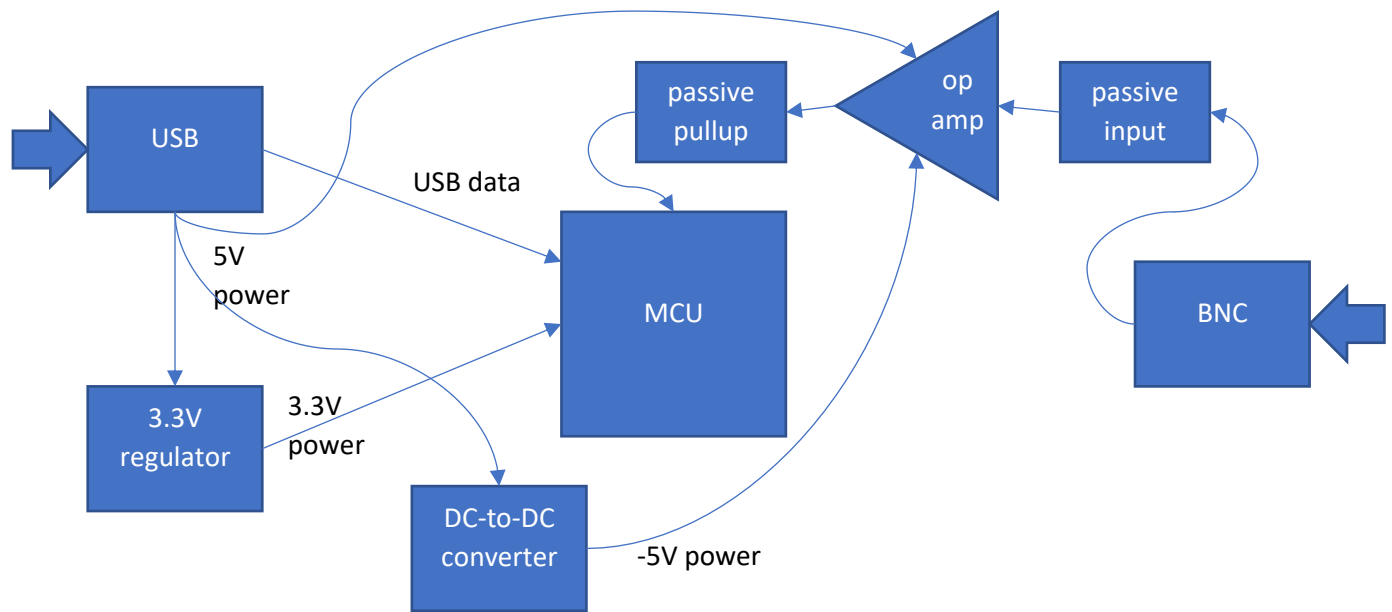 op
amp
passive
pullup
passive
input
USB
USB data
5V
power
MCU
BNC
3.3V
regulator
3.3V
power
DC-to-DC
converter
-5V power